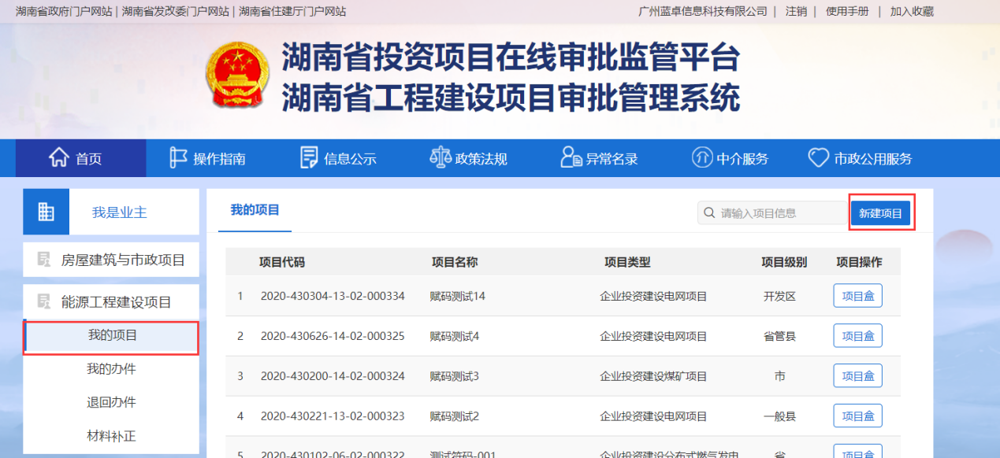 湖南省政府门户网站 | 湖南省发改委门户网站 | 湖南省住建厅门户网站
广州蓝卓信息科技有限公司 | 注销 | 使用手册 | 加入收藏
湖南省投资项目在线审批监管平台
湖南省工程建设项目审批管理系统
首页 操作指南 信息公示 政策法规 异常名录 中介服务 市政公用服务
我是业主
房屋建筑与市政项目
能源工程建设项目
我的项目
我的办件
退回办件
材料补正
我的项目 请输入项目信息 新建项目
项目代码 项目名称 项目类型 项目级别 项目操作
1 2020-430304-13-02-000334 赋码测试14 企业投资建设电网项目 开发区 项目盒
2 2020-430626-14-02-000325 赋码测试4 企业投资建设电网项目 省管县 项目盒
3 2020-430200-14-02-000324 赋码测试3 企业投资建设煤矿项目 市 项目盒
4 2020-430221-13-02-000323 赋码测试2 企业投资建设电网项目 一般县 项目盒
5 2020-430102-06-02-000322 测试符码-001 企业投资建设分布式燃气发电 省 项目盒